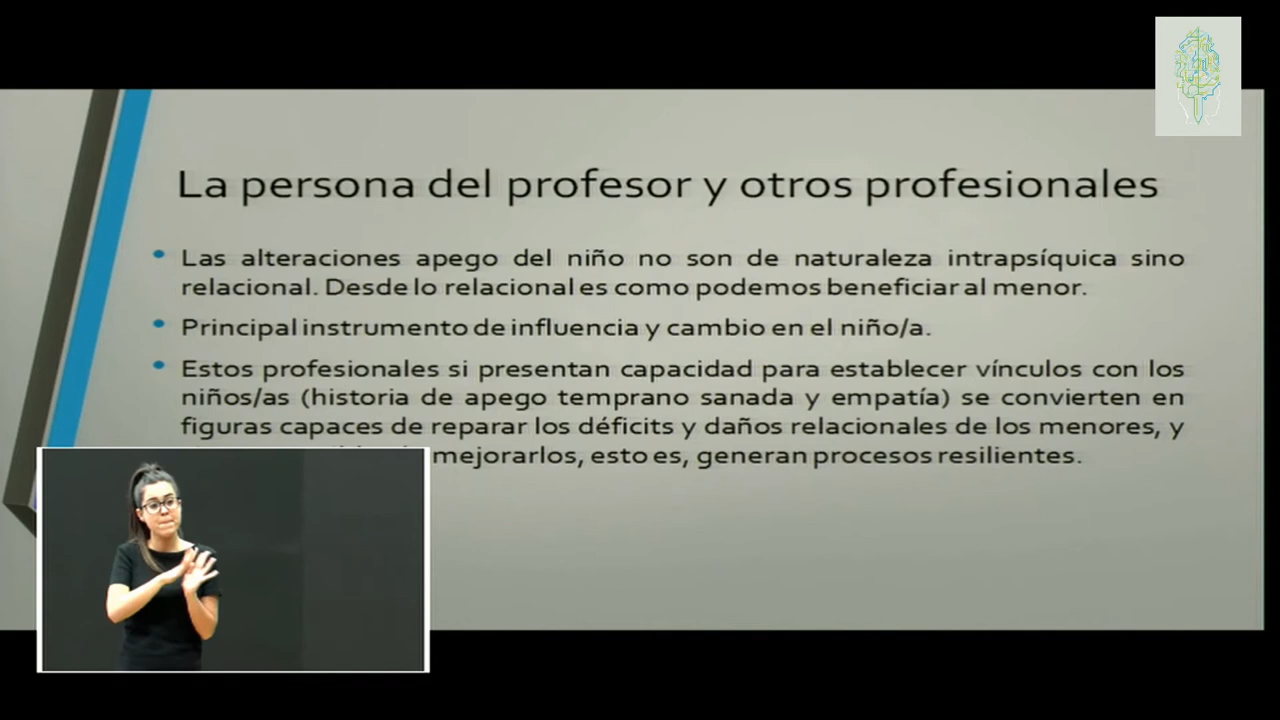 La persona del profesor y otros profesionales
Las alteraciones apego del niño no son de naturaleza intrapsíquica sino
relacional. Desde lo relacional es como podemos beneficiar al menor.
Principal instrumento de influencia y cambio en el niño/a.
Estos profesionales si presentan capacidad para establecer vínculos con los
niños/as (historia de apego temprano sanada y empatía) se convierten en
figuras capaces de reparar los déficits y daños relacionales de los menores, y
mejorarlos, esto es, generan procesos resilientes.